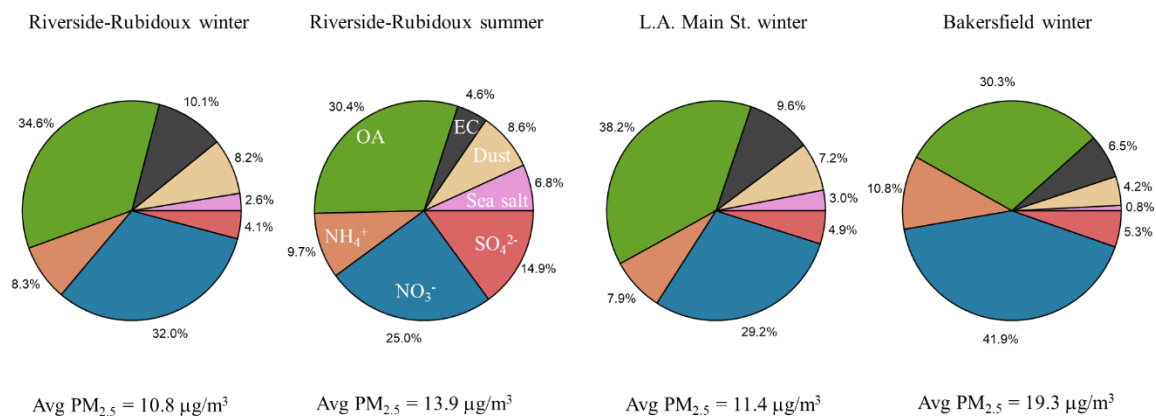 Riverside-Rubidoux winter
34.6%
10.1%
8.2%
2.6%
4.1%
32.0%
8.3%
Avg PM₂.₅ = 10.8 µg/m³
Riverside-Rubidoux summer
30.4%
4.6%
8.6%
6.8%
14.9%
25.0%
9.7%
OA
EC
Dust
Sea salt
SO₄²⁻
NO₃⁻
NH₄⁺
Avg PM₂.₅ = 13.9 µg/m³
L.A. Main St. winter
38.2%
9.6%
7.2%
3.0%
4.9%
29.2%
7.9%
Avg PM₂.₅ = 11.4 µg/m³
Bakersfield winter
30.3%
6.5%
4.2%
0.8%
5.3%
41.9%
10.8%
Avg PM₂.₅ = 19.3 µg/m³